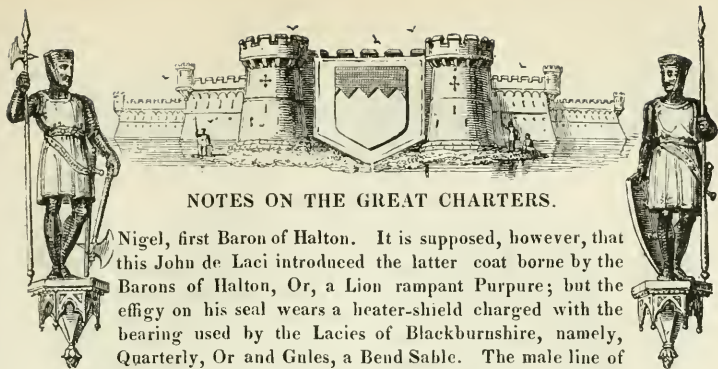 NOTES ON THE GREAT CHARTERS.
Nigel, first Baron of Halton. It is supposed, however, that
this John de Laci introduced the latter coat borne by the
Barons of Halton, Or, a Lion rampant Purpure; but the
effigy on his seal wears a heater-shield charged with the
bearing used by the Lacies of Blackburnshire, namely,
Quarterly, Or and Gules, a Bend Sable. The male line of